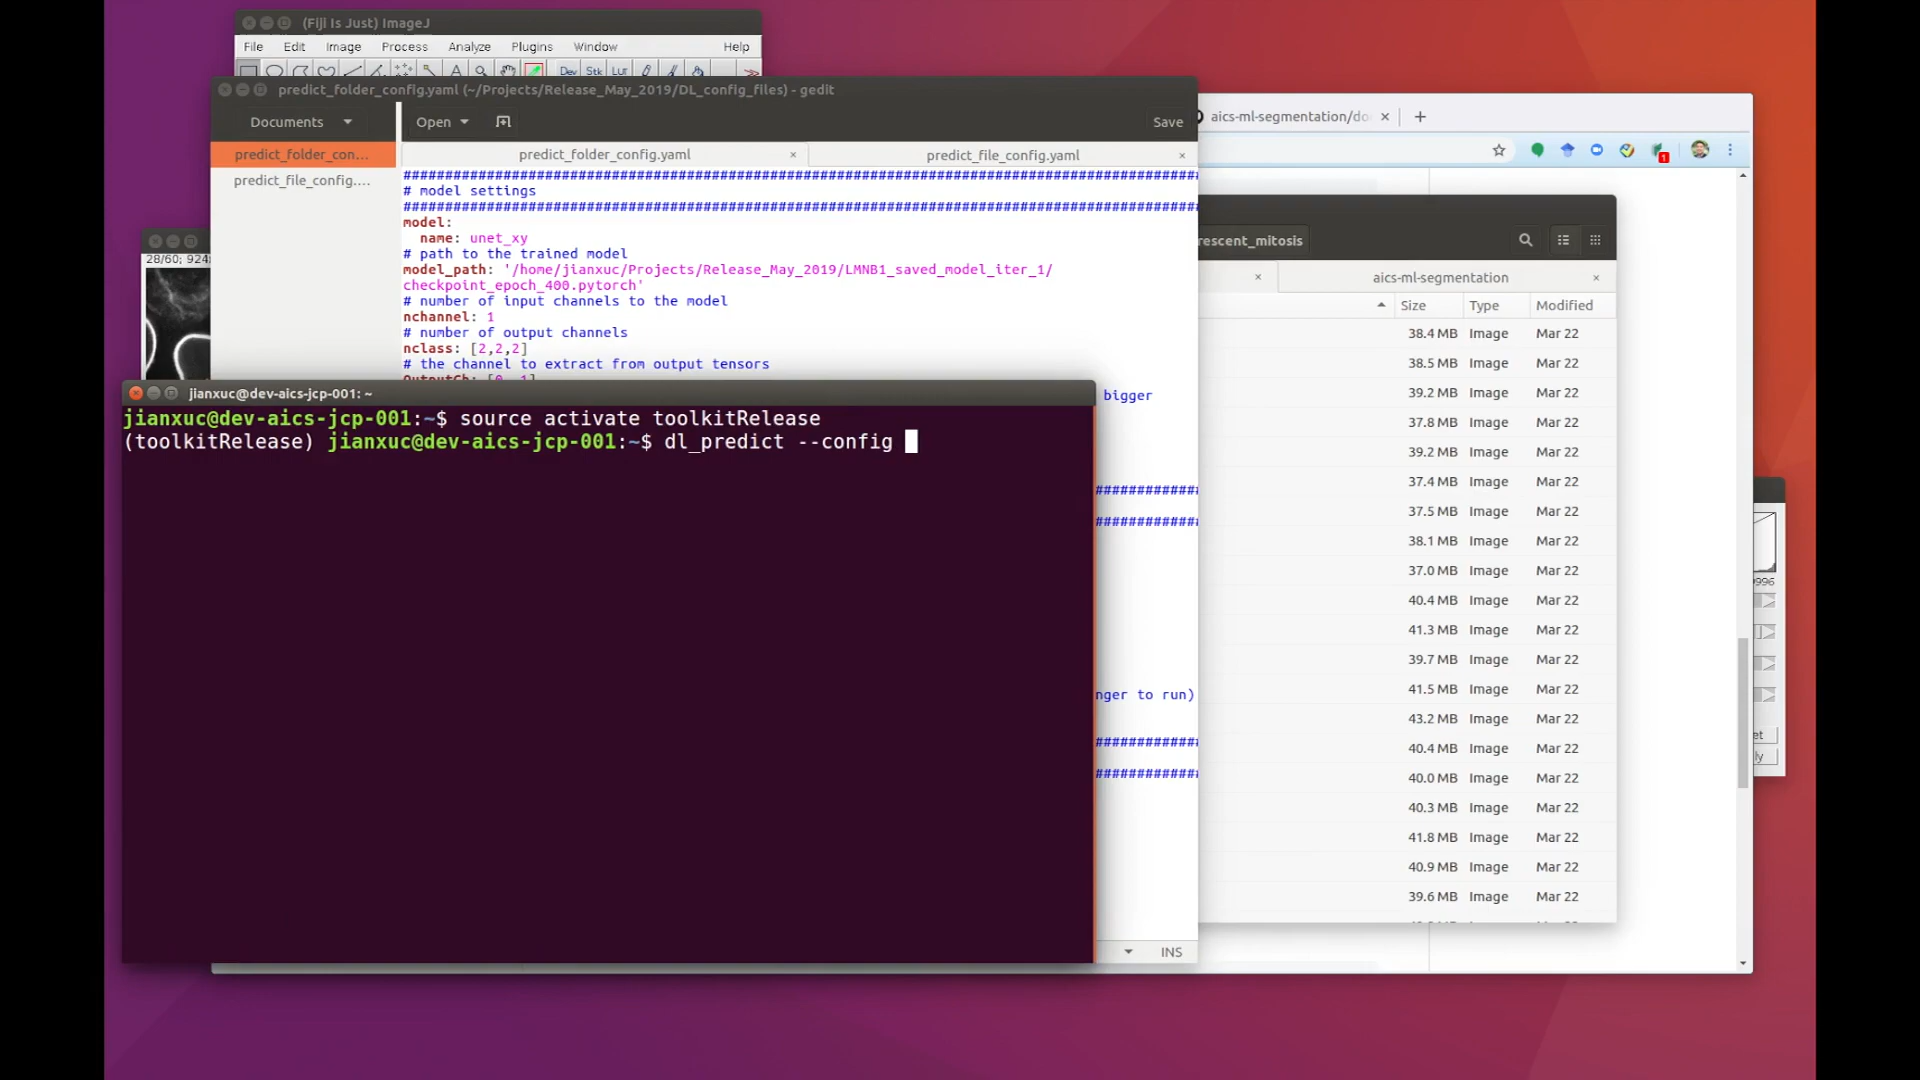 (Fiji Is Just) ImageJ
File Edit Image Process Analyze Plugins Window Help
Dev Stk Lut
predict_folder_config.yaml (~/Projects/Release_May_2019/DL_config_files) - gedit
Documents Open Save
predict_folder_con...
predict_file_config....
predict_folder_config.yaml
predict_file_config.yaml
# model settings
model:
name: unet_xy
# path to the trained model
model_path: '/home/jianxuc/Projects/Release_May_2019/LMNB1_saved_model_iter_1/
checkpoint_epoch_400.pytorch'
# number of input channels to the model
nchannel: 1
# number of output channels
nclass: [2,2,2]
# the channel to extract from output tensors
bigger
nger to run)
INS
28/60; 924
jianxuc@dev-aics-jcp-001: ~
jianxuc@dev-aics-jcp-001:~$ source activate toolkitRelease
(toolkitRelease) jianxuc@dev-aics-jcp-001:~$ dl_predict --config
aics-ml-segmentation/do
1
rescent_mitosis
aics-ml-segmentation
Size Type Modified
38.4 MB Image Mar 22
38.5 MB Image Mar 22
39.2 MB Image Mar 22
37.8 MB Image Mar 22
39.2 MB Image Mar 22
37.4 MB Image Mar 22
37.5 MB Image Mar 22
38.1 MB Image Mar 22
37.0 MB Image Mar 22
40.4 MB Image Mar 22
41.3 MB Image Mar 22
39.7 MB Image Mar 22
41.5 MB Image Mar 22
43.2 MB Image Mar 22
40.4 MB Image Mar 22
40.0 MB Image Mar 22
40.3 MB Image Mar 22
41.8 MB Image Mar 22
40.9 MB Image Mar 22
39.6 MB Image Mar 22
9996
et
ly